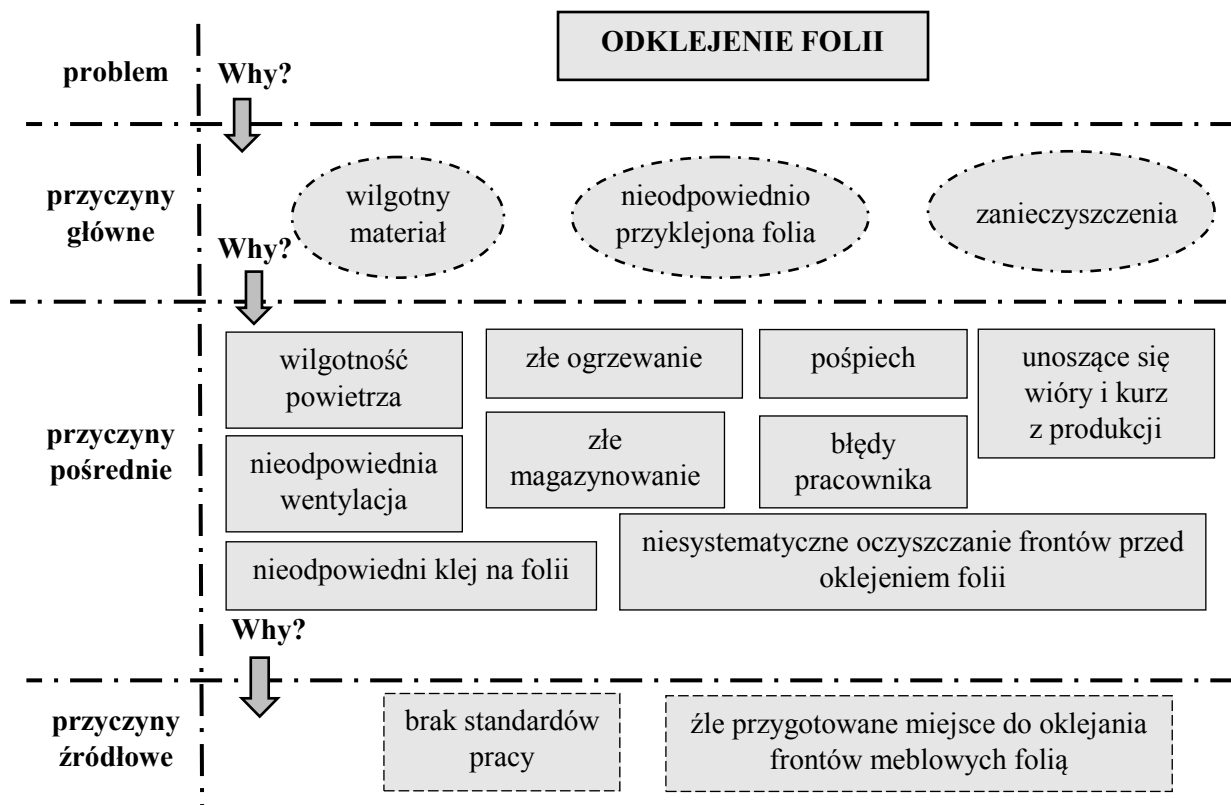 ODKLEJENIE FOLII
problem
Why?
przyczyny
główne
wilgotny
materiał
nieodpowiednio
przyklejona folia
zanieczyszczenia
Why?
przyczyny
pośrednie
wilgotność
powietrza
złe ogrzewanie
pośpiech
unoszące się
wióry i kurz
z produkcji
nieodpowiednia
wentylacja
złe
magazynowanie
błędy
pracownika
nieodpowiedni klej na folii
niesystematyczne oczyszczanie frontów przed
oklejeniem folii
Why?
przyczyny
źródłowe
brak standardów
pracy
źle przygotowane miejsce do oklejania
frontów meblowych folią